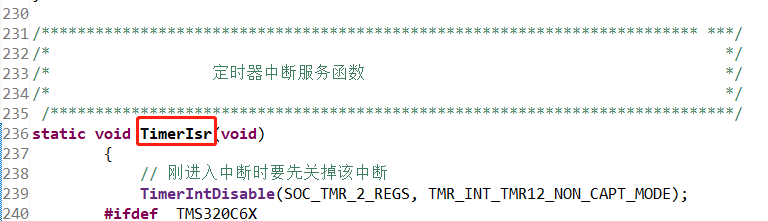 230
231 /************************************************************************* ***/
232 /* */
233 /* 定时器中断服务函数 */
234 /* */
235 /****************************************************************************/
236 static void TimerIsr(void)
237 {
238 // 刚进入中断时要先关掉该中断
239 TimerIntDisable(SOC_TMR_2_REGS, TMR_INT_TMR12_NON_CAPT_MODE);
240 #ifdef TMS320C6X